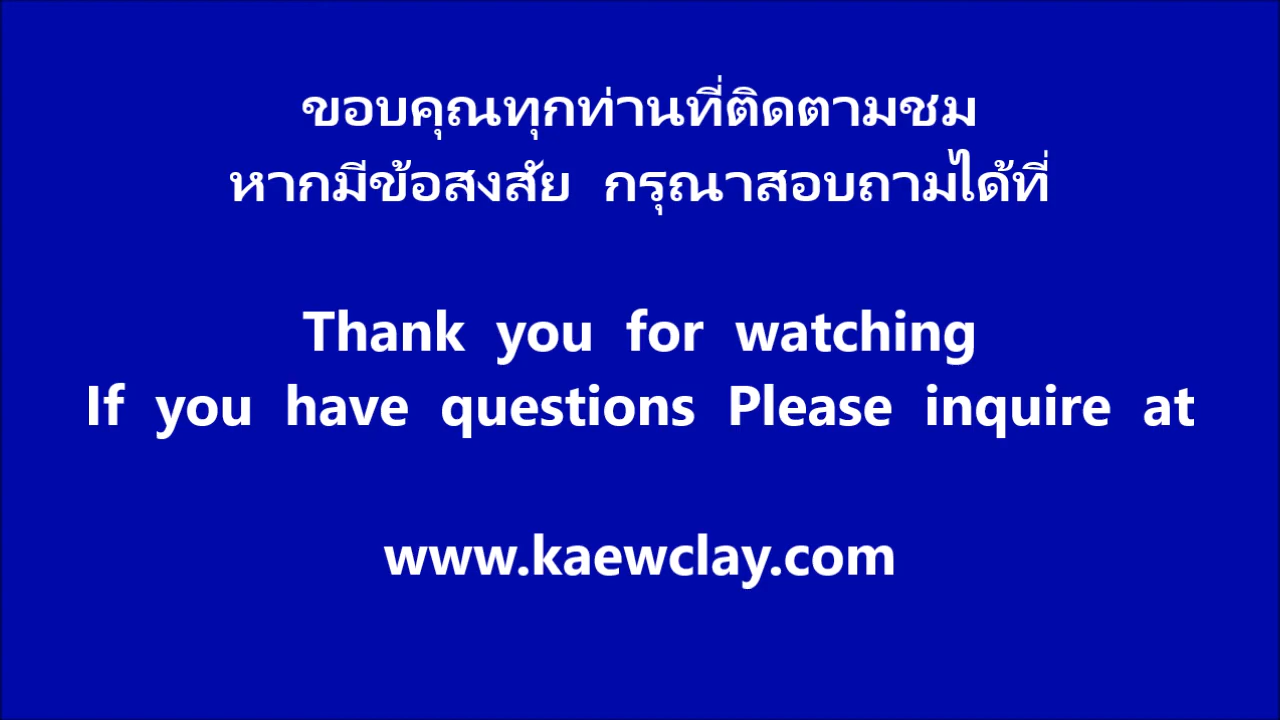 ขอบคุณทุกท่านที่ติดตามชม
หากมีข้อสงสัย กรุณาสอบถามได้ที่
Thank you for watching
If you have questions Please inquire at
www.kaewclay.com